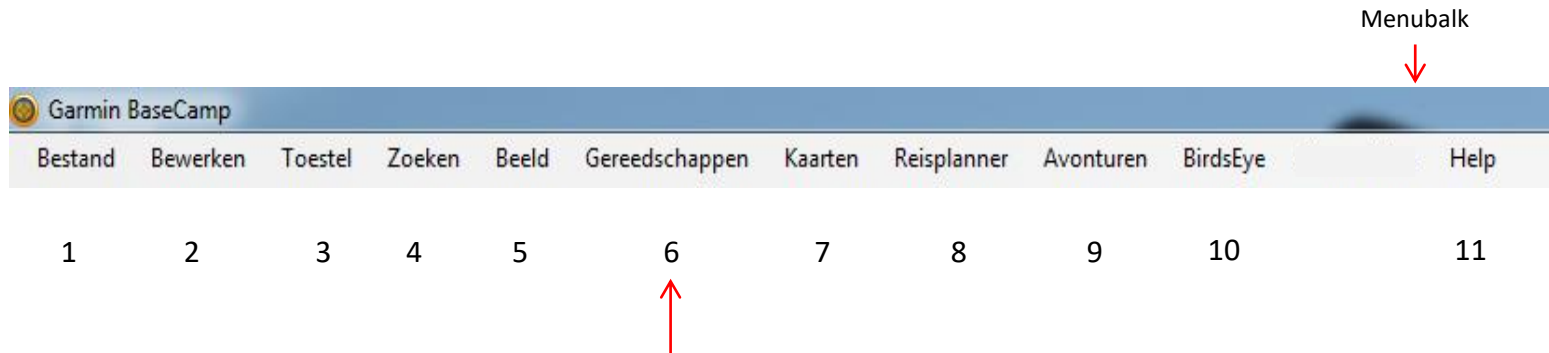 Menubalk
Garmin BaseCamp
Bestand Bewerken Toestel Zoeken Beeld Gereedschappen Kaarten Reisplanner Avonturen BirdsEye Help
1 2 3 4 5 6 7 8 9 10 11